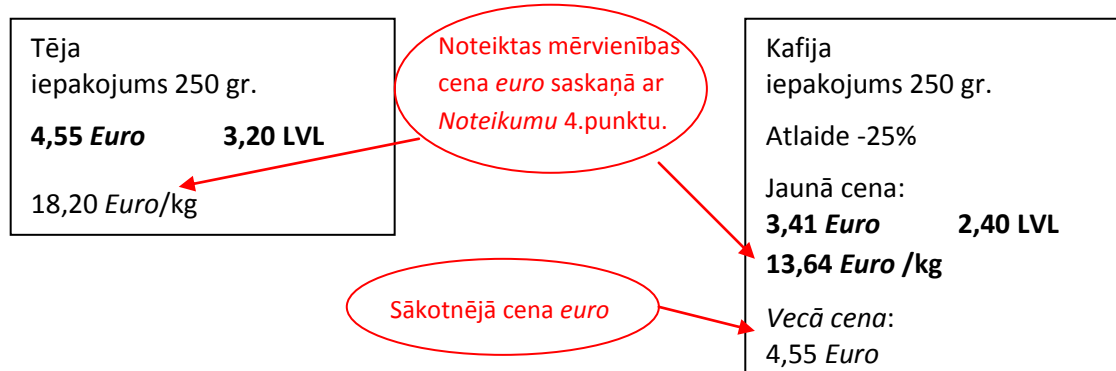 Tēja
iepakojums 250 gr.
4,55 Euro 3,20 LVL
18,20 Euro/kg
Noteiktas mērvienības
cena euro saskaņā ar
Noteikumu 4.punktu.
Sākotnējā cena euro
Kafija
iepakojums 250 gr.
Atlaide -25%
Jaunā cena:
3,41 Euro 2,40 LVL
13,64 Euro /kg
Vecā cena:
4,55 Euro